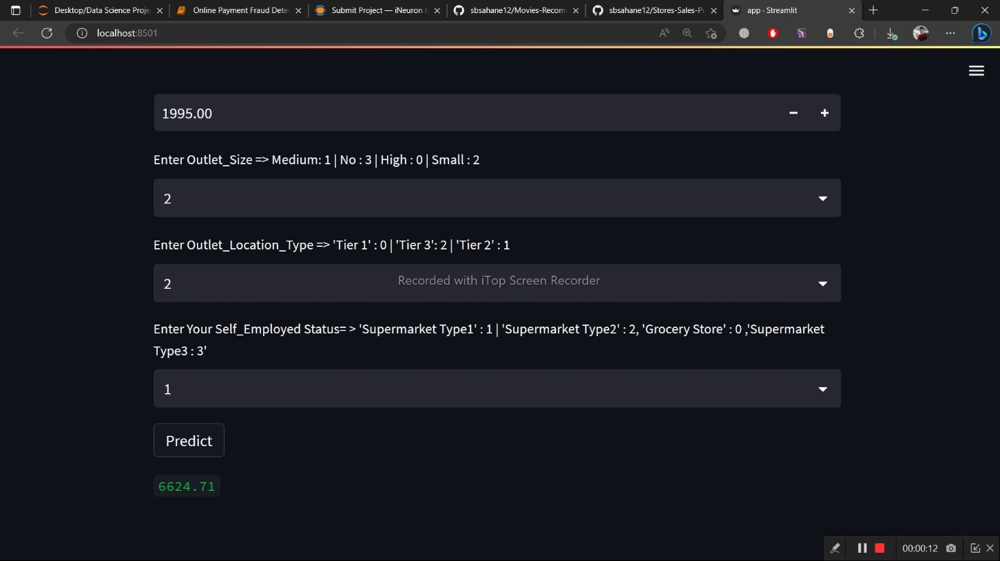 Desktop/Data Science Proje
Online Payment Fraud Dete
Submit Project — iNeuron I
sbsahane12/Movies-Recom
sbsahane12/Stores-Sales-P
app · Streamlit
localhost:8501
1995.00
Enter Outlet_Size => Medium: 1 | No : 3 | High : 0 | Small : 2
2
Enter Outlet_Location_Type => 'Tier 1' : 0 | 'Tier 3': 2 | 'Tier 2' : 1
2
Recorded with iTop Screen Recorder
Enter Your Self_Employed Status= > 'Supermarket Type1' : 1 | 'Supermarket Type2' : 2, 'Grocery Store' : 0 ,'Supermarket
Type3 : 3'
1
Predict
6624.71
00:00:12